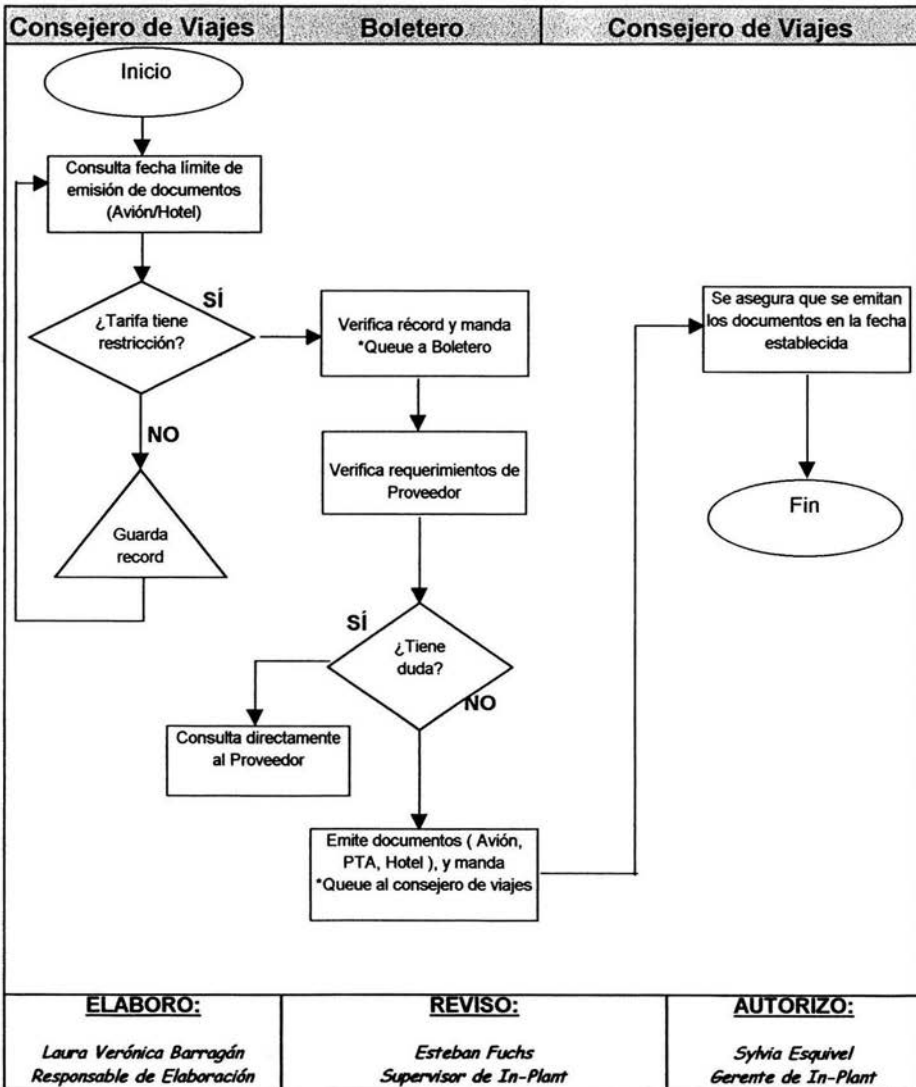 Consejero de Viajes
Boletero
Consejero de Viajes
Inicio
Consulta fecha límite de
emisión de documentos
(Avión/Hotel)
¿Tarifa tiene
restricción?
SÍ
NO
Guarda
record
Verifica récord y manda
*Queue a Boletero
Verifica requerimientos de
Proveedor
¿Tiene
duda?
SÍ
NO
Consulta directamente
al Proveedor
Emite documentos ( Avión,
PTA, Hotel ), y manda
*Queue al consejero de viajes
Se asegura que se emitan
los documentos en la fecha
establecida
Fin
ELABORO:
Laura Verónica Barragán
Responsable de Elaboración
REVISO:
Esteban Fuchs
Supervisor de In-Plant
AUTORIZO:
Sylvia Esquivel
Gerente de In-Plant